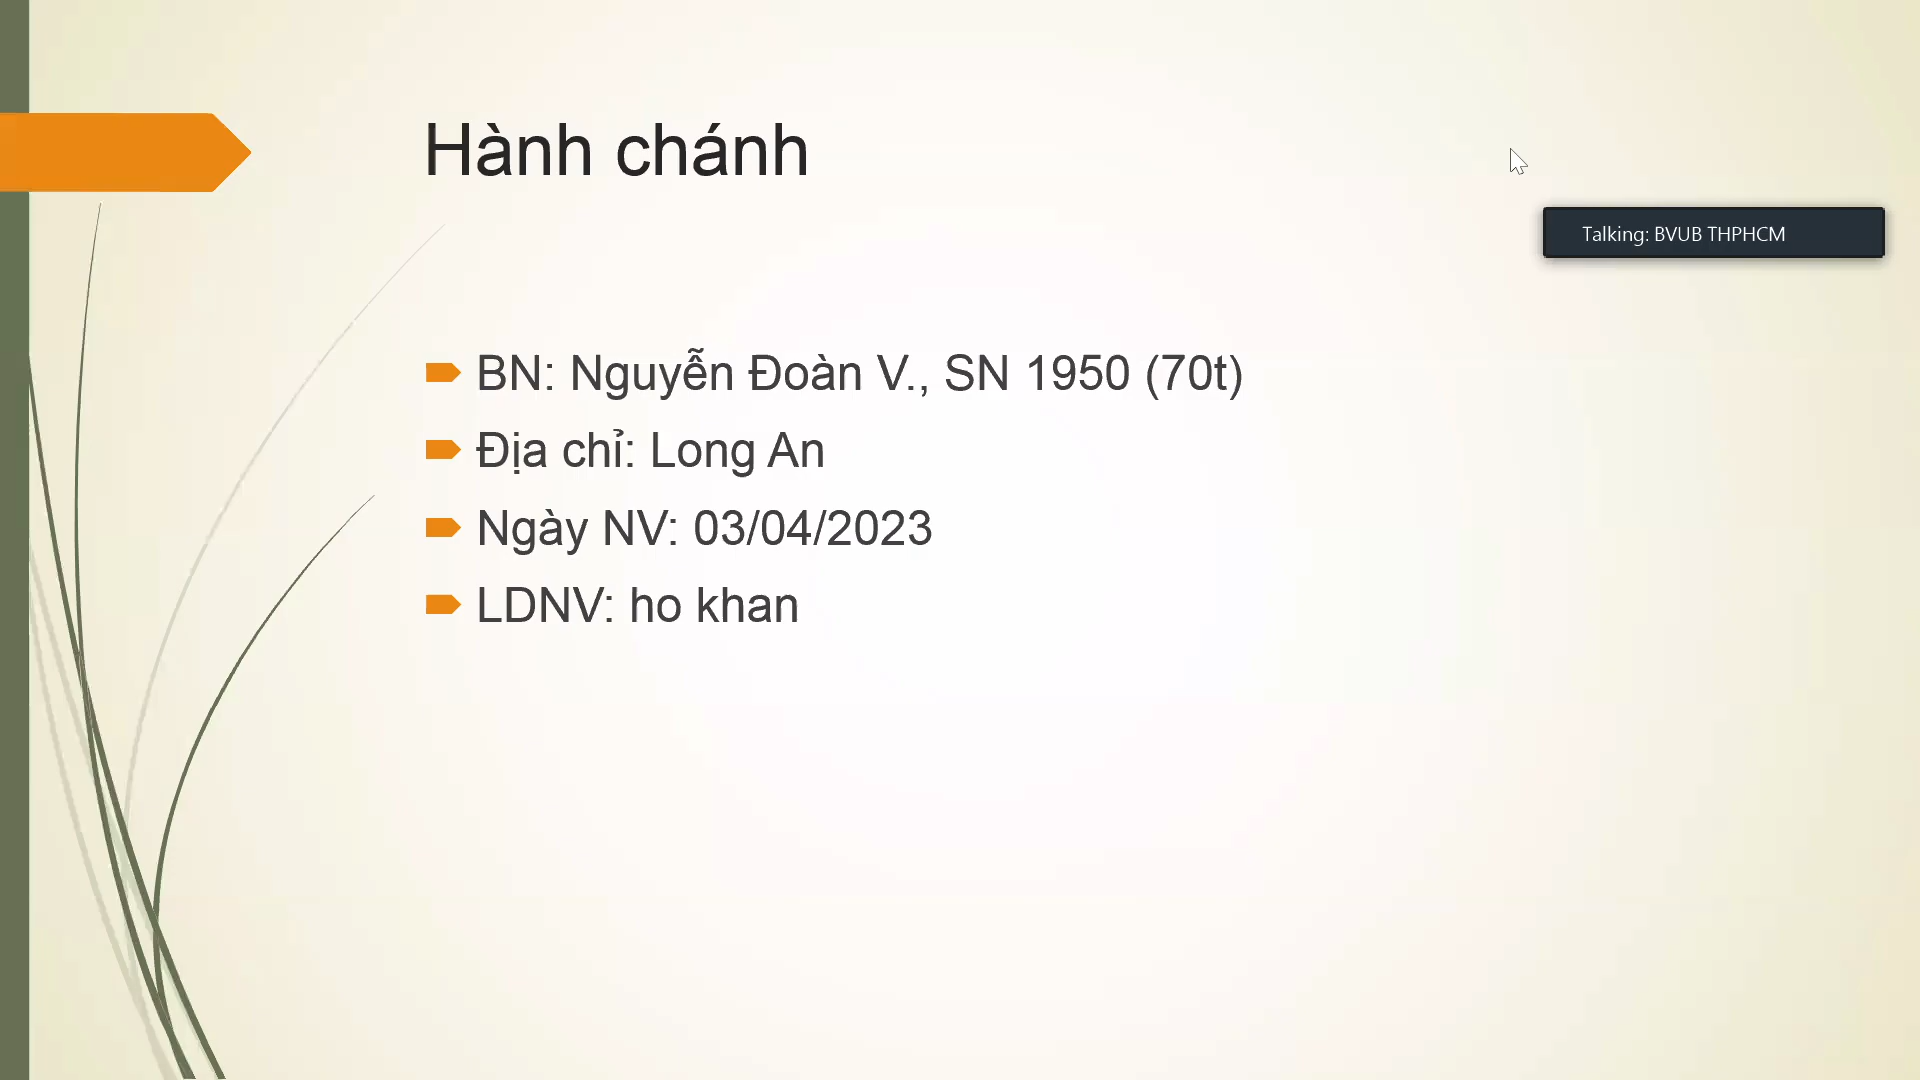 Hành chánh
Talking: BVUB THPHCM
BN: Nguyễn Đoàn V., SN 1950 (70t)
Địa chỉ: Long An
Ngày NV: 03/04/2023
LDNV: ho khan